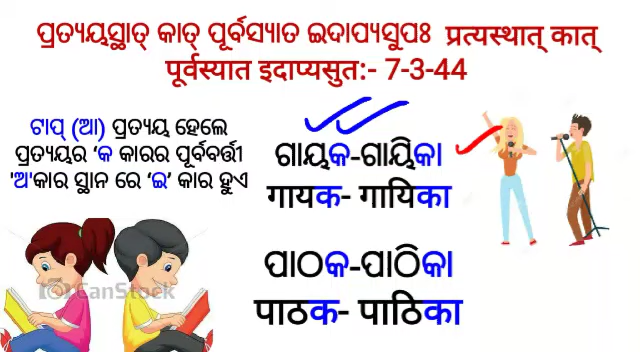 ପ୍ରତ୍ୟୟସ୍ଥାତ୍ କାତ୍ ପୂର୍ବସ୍ୟାତ ଇଦାପ୍ୟସୁପଃ प्रत्यस्थात् कात्
पूर्वस्यात इदाप्यसुत:- 7-3-44
ଟାପ୍ (ଆ) ପ୍ରତ୍ୟୟ ହେଲେ
ପ୍ରତ୍ୟୟର ‘କ କାରର ପୂର୍ବବର୍ତ୍ତୀ
'ଅ'କାର ସ୍ଥାନ ରେ ‘ଇ’ କାର ହୁଏ
ଗାୟକ-ଗାୟିକା
गायक- गायिका
ପାଠକ-ପାଠିକା
पाठक- पाठिका
CanStock